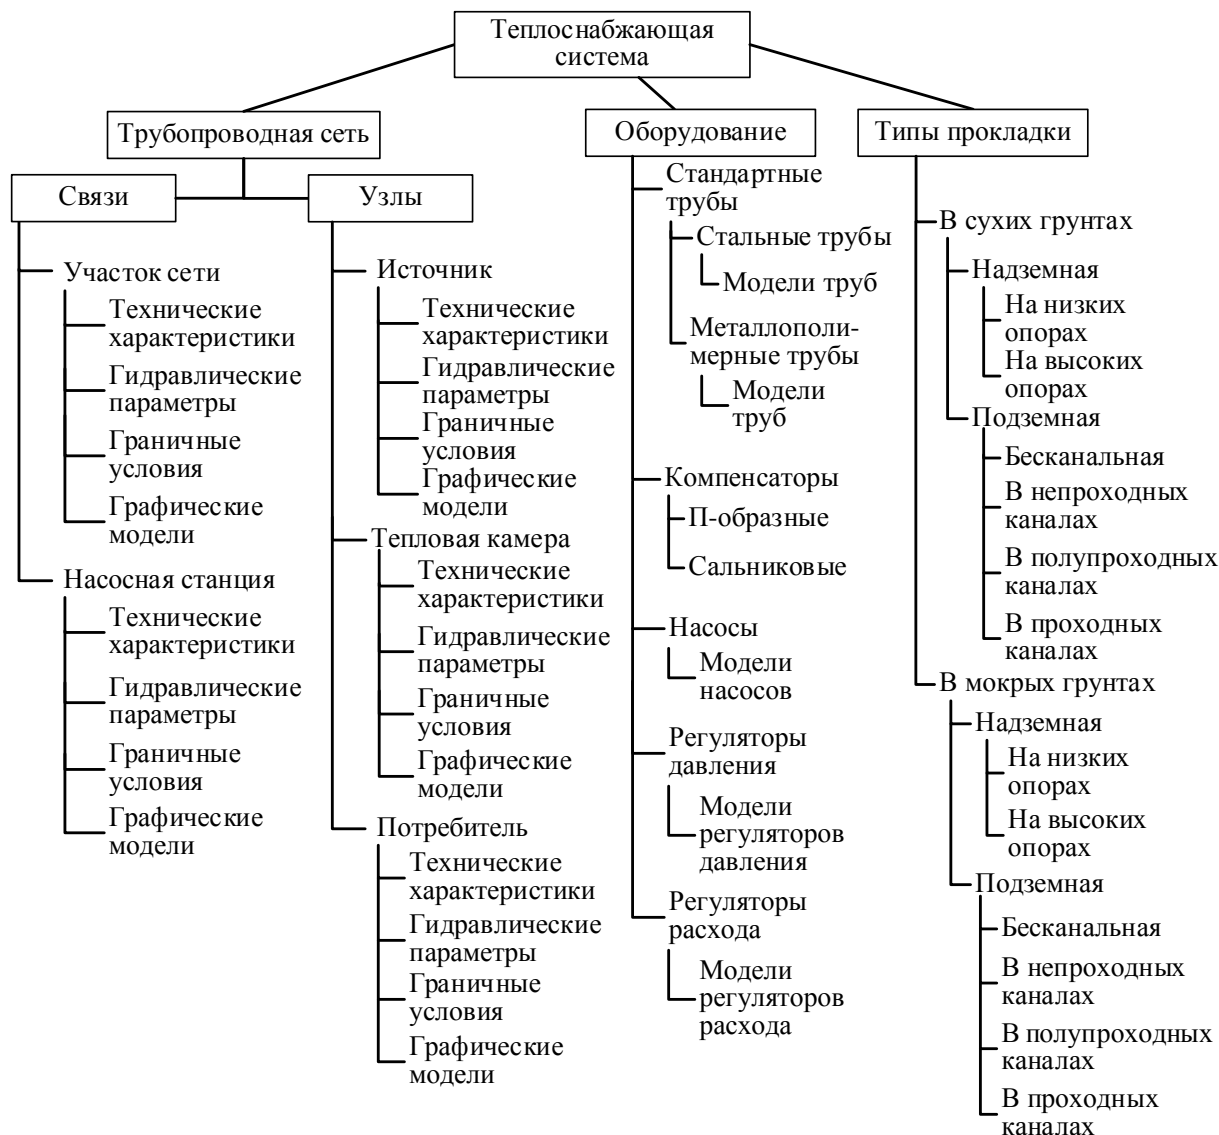 Теплоснабжающая
система
Трубопроводная сеть
Оборудование
Типы прокладки
Связи
Узлы
Участок сети
Технические
характеристики
Гидравлические
параметры
Граничные
условия
Графические
модели
Насосная станция
Технические
характеристики
Гидравлические
параметры
Граничные
условия
Графические
модели
Источник
Технические
характеристики
Гидравлические
параметры
Граничные
условия
Графические
модели
Тепловая камера
Технические
характеристики
Гидравлические
параметры
Граничные
условия
Графические
модели
Потребитель
Технические
характеристики
Гидравлические
параметры
Граничные
условия
Графические
модели
Стандартные
трубы
Стальные трубы
Модели труб
Металлополи-
мерные трубы
Модели
труб
Компенсаторы
П-образные
Сальниковые
Насосы
Модели
насосов
Регуляторы
давления
Модели
регуляторов
давления
Регуляторы
расхода
Модели
регуляторов
расхода
В сухих грунтах
Надземная
На низких
опорах
На высоких
опорах
Подземная
Бесканальная
В непроходных
каналах
В полупроходных
каналах
В проходных
каналах
В мокрых грунтах
Надземная
На низких
опорах
На высоких
опорах
Подземная
Бесканальная
В непроходных
каналах
В полупроходных
каналах
В проходных
каналах